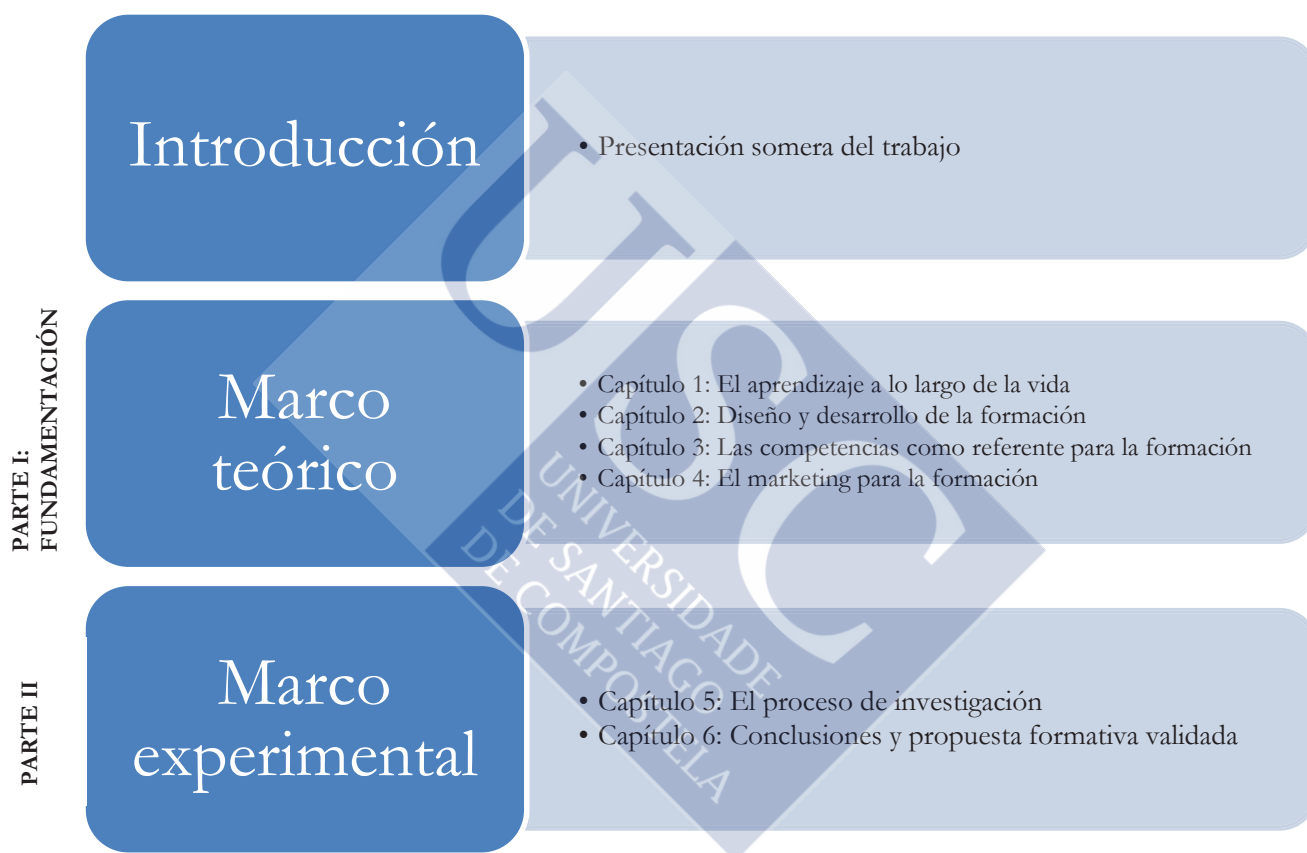 Introducción
• Presentación somera del trabajo
PARTE I:
FUNDAMENTACIÓN
Marco
teórico
• Capítulo 1: El aprendizaje a lo largo de la vida
• Capítulo 2: Diseño y desarrollo de la formación
• Capítulo 3: Las competencias como referente para la formación
• Capítulo 4: El marketing para la formación
PARTE II
Marco
experimental
• Capítulo 5: El proceso de investigación
• Capítulo 6: Conclusiones y propuesta formativa validada
USC
UNIVERSIDADE
DE SANTIAGO
DE COMPOSTELA